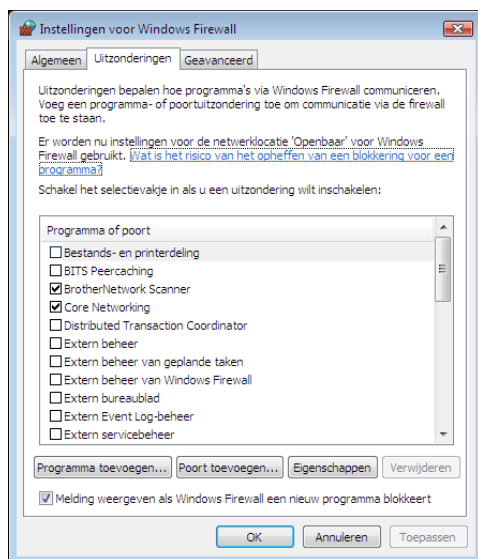 Instellingen voor Windows Firewall
Algemeen
Uitzonderingen
Geavanceerd
Uitzonderingen bepalen hoe programma's via Windows Firewall communiceren.
Voeg een programma- of poortuitzondering toe om communicatie via de firewall
toe te staan.
Er worden nu instellingen voor de netwerklocatie 'Openbaar' voor Windows
Firewall gebruikt. Wat is het risico van het opheffen van een blokkering voor een
programma?
Schakel het selectievakje in als u een uitzondering wilt inschakelen:
Programma of poort
Bestands- en printerdeling
BITS Peercaching
BrotherNetwork Scanner
Core Networking
Distributed Transaction Coordinator
Extern beheer
Extern beheer van geplande taken
Extern beheer van Windows Firewall
Extern bureaublad
Extern Event Log-beheer
Extern servicebeheer
Programma toevoegen...
Poort toevoegen...
Eigenschappen
Verwijderen
Melding weergeven als Windows Firewall een nieuw programma blokkeert
OK
Annuleren
Toepassen